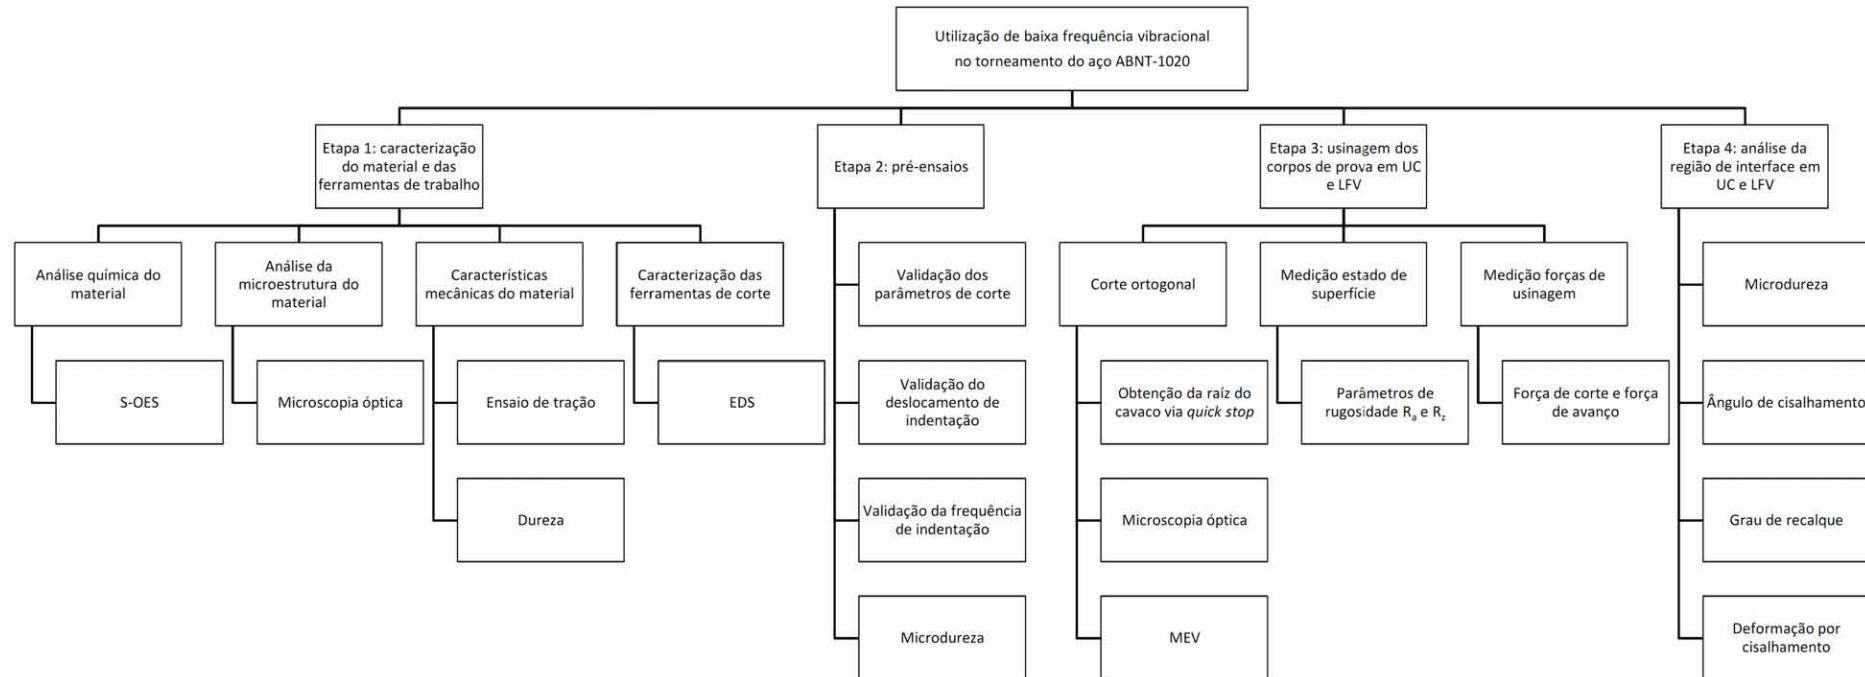 Utilização de baixa frequência vibracional
no torneamento do aço ABNT-1020
Etapa 1: caracterização
do material e das
ferramentas de trabalho
Etapa 2: pré-ensaios
Etapa 3: usinagem dos
corpos de prova em UC
e LFV
Etapa 4: análise da
região de interface em
UC e LFV
Análise química do
material
Análise da
microestrutura do
material
Características
mecânicas do material
Caracterização das
ferramentas de corte
Validação dos
parâmetros de corte
Corte ortogonal
Medição estado de
superfície
Medição forças de
usinagem
Microdureza
S-OES
Microscopia óptica
Ensaio de tração
EDS
Validação do
deslocamento de
indentação
Obtenção da raíz do
cavaco via quick stop
Parâmetros de
rugosidade Ra e Rz
Força de corte e força
de avanço
Ângulo de cisalhamento
Dureza
Validação da frequência
de indentação
Microscopia óptica
Grau de recalque
Microdureza
MEV
Deformação por
cisalhamento